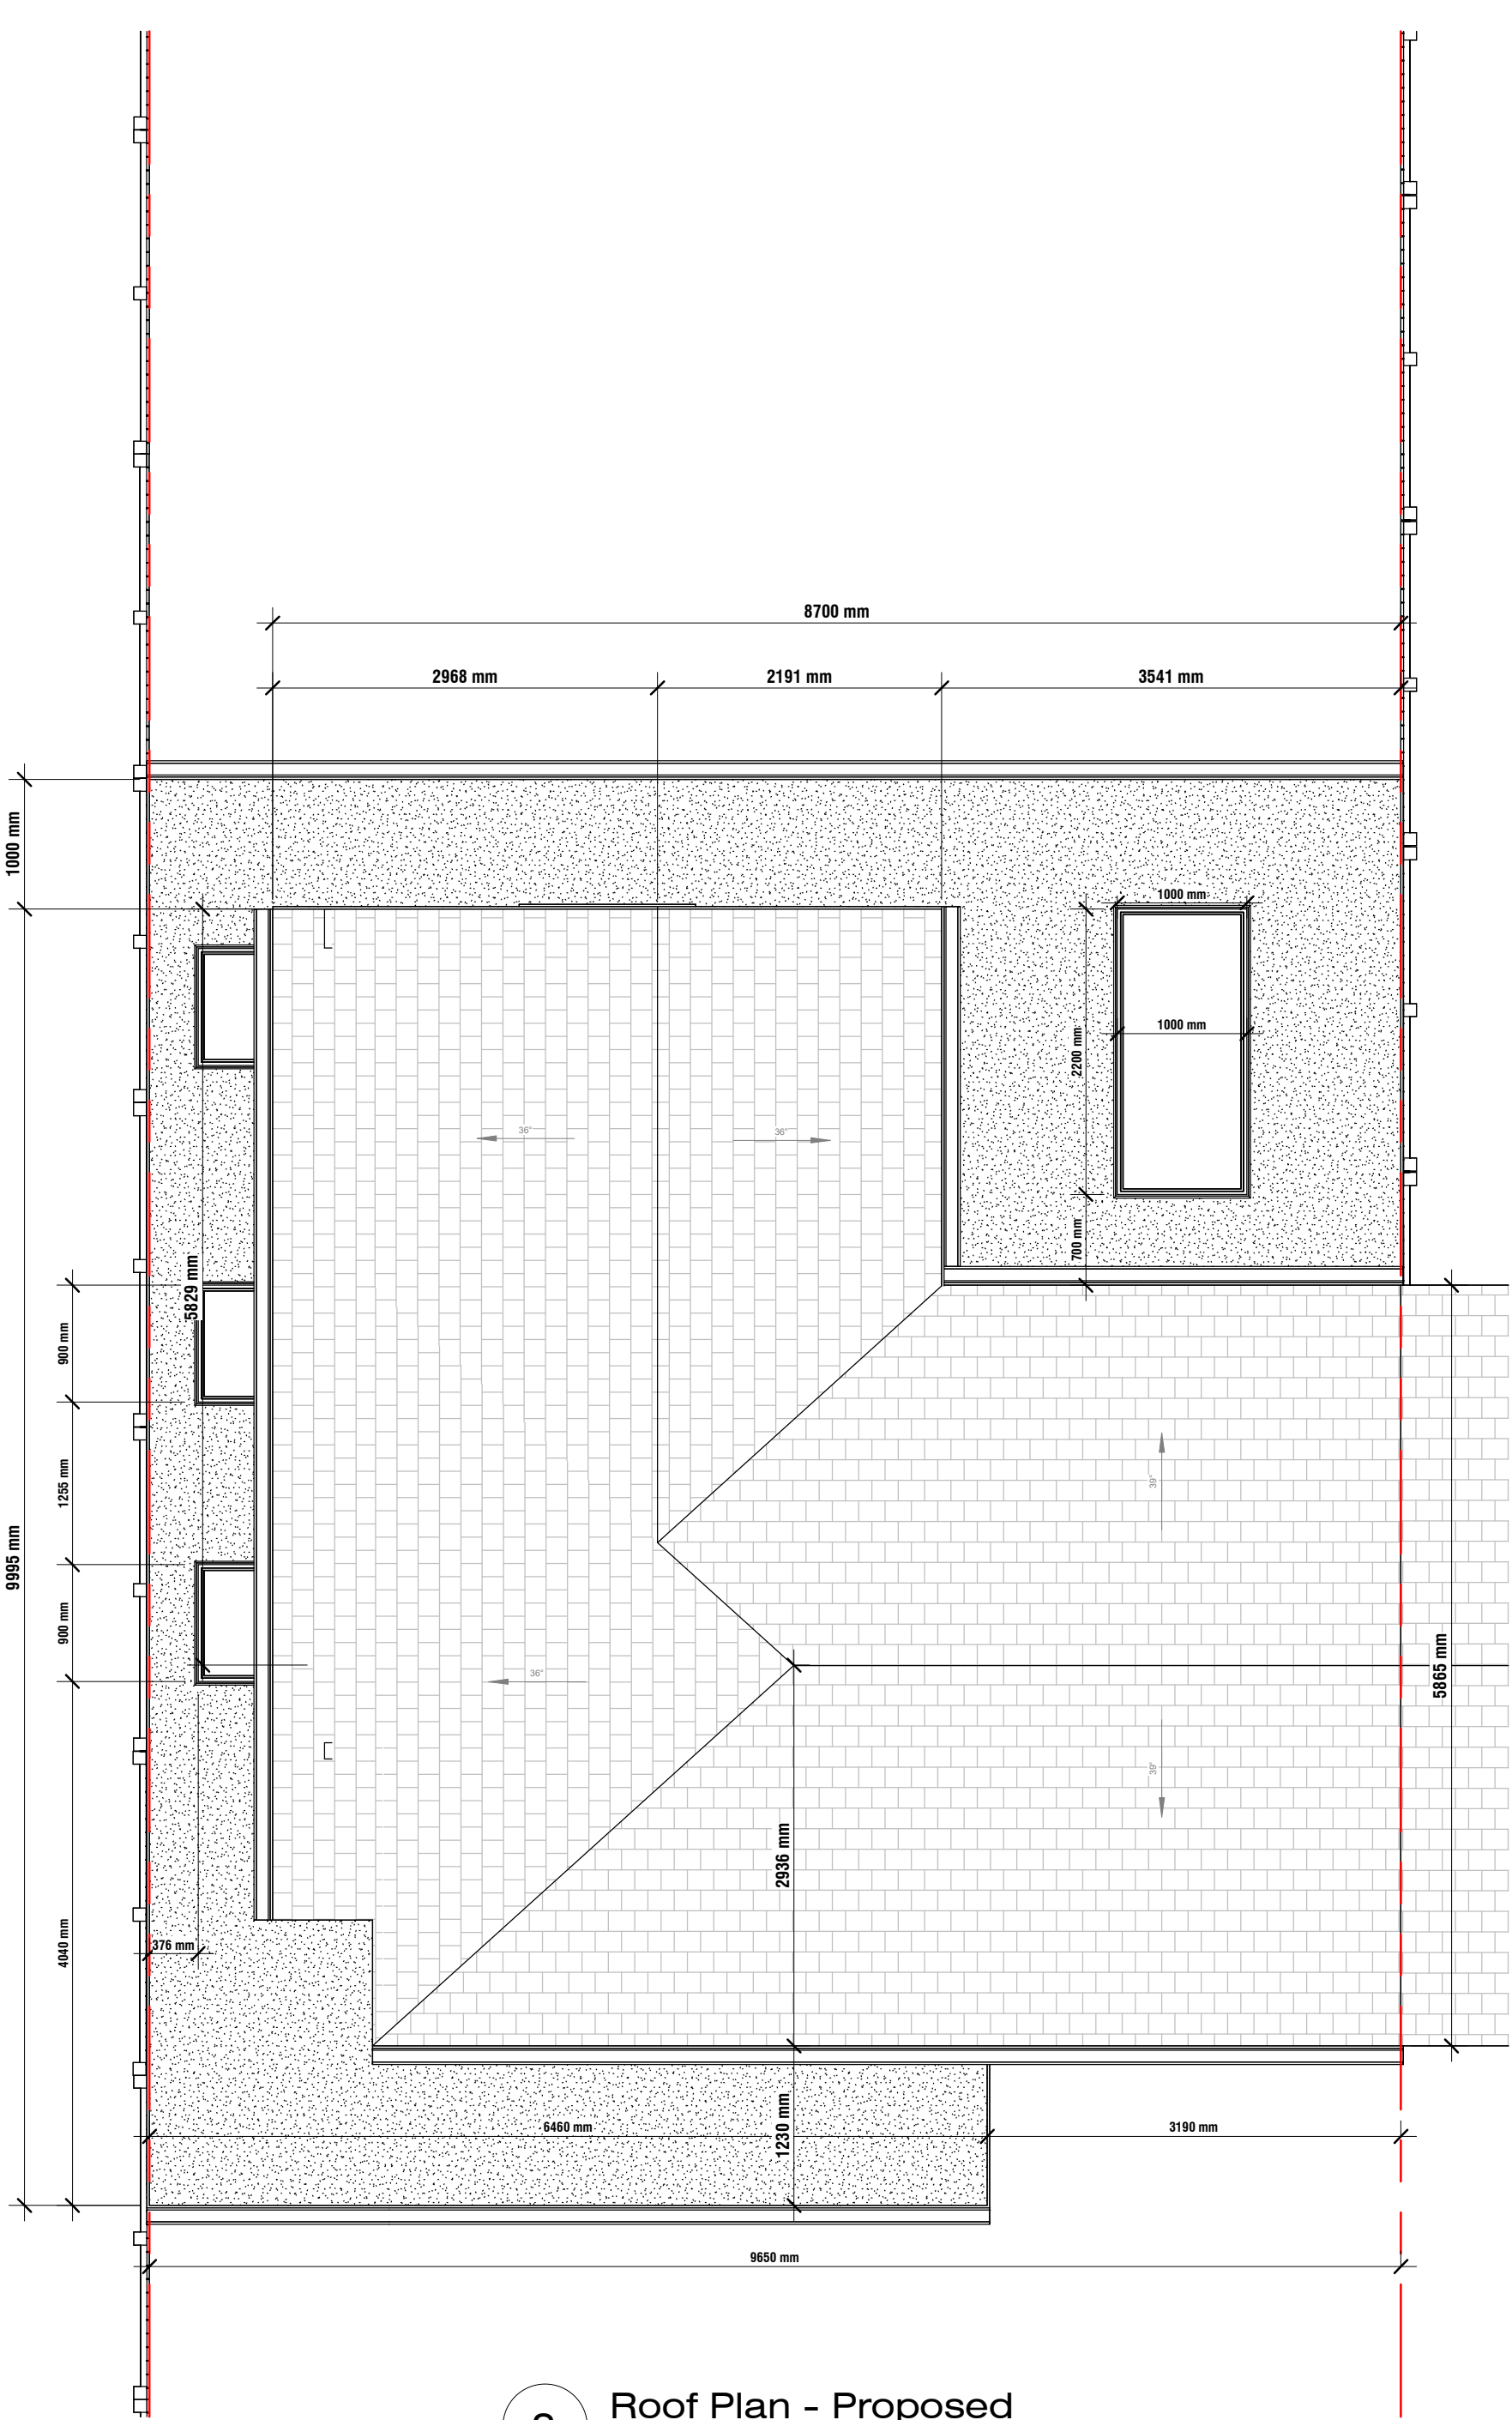 8700 mm
2968 mm
2191 mm
3541 mm
1000 mm
1000 mm
1000 mm
2200 mm
36°
36°
700 mm
5829 mm
900 mm
1255 mm
39°
9995 mm
900 mm
5865 mm
36°
39°
2936 mm
4040 mm
376 mm
6460 mm
1230 mm
3190 mm
9650 mm
Roof Plan - Proposed